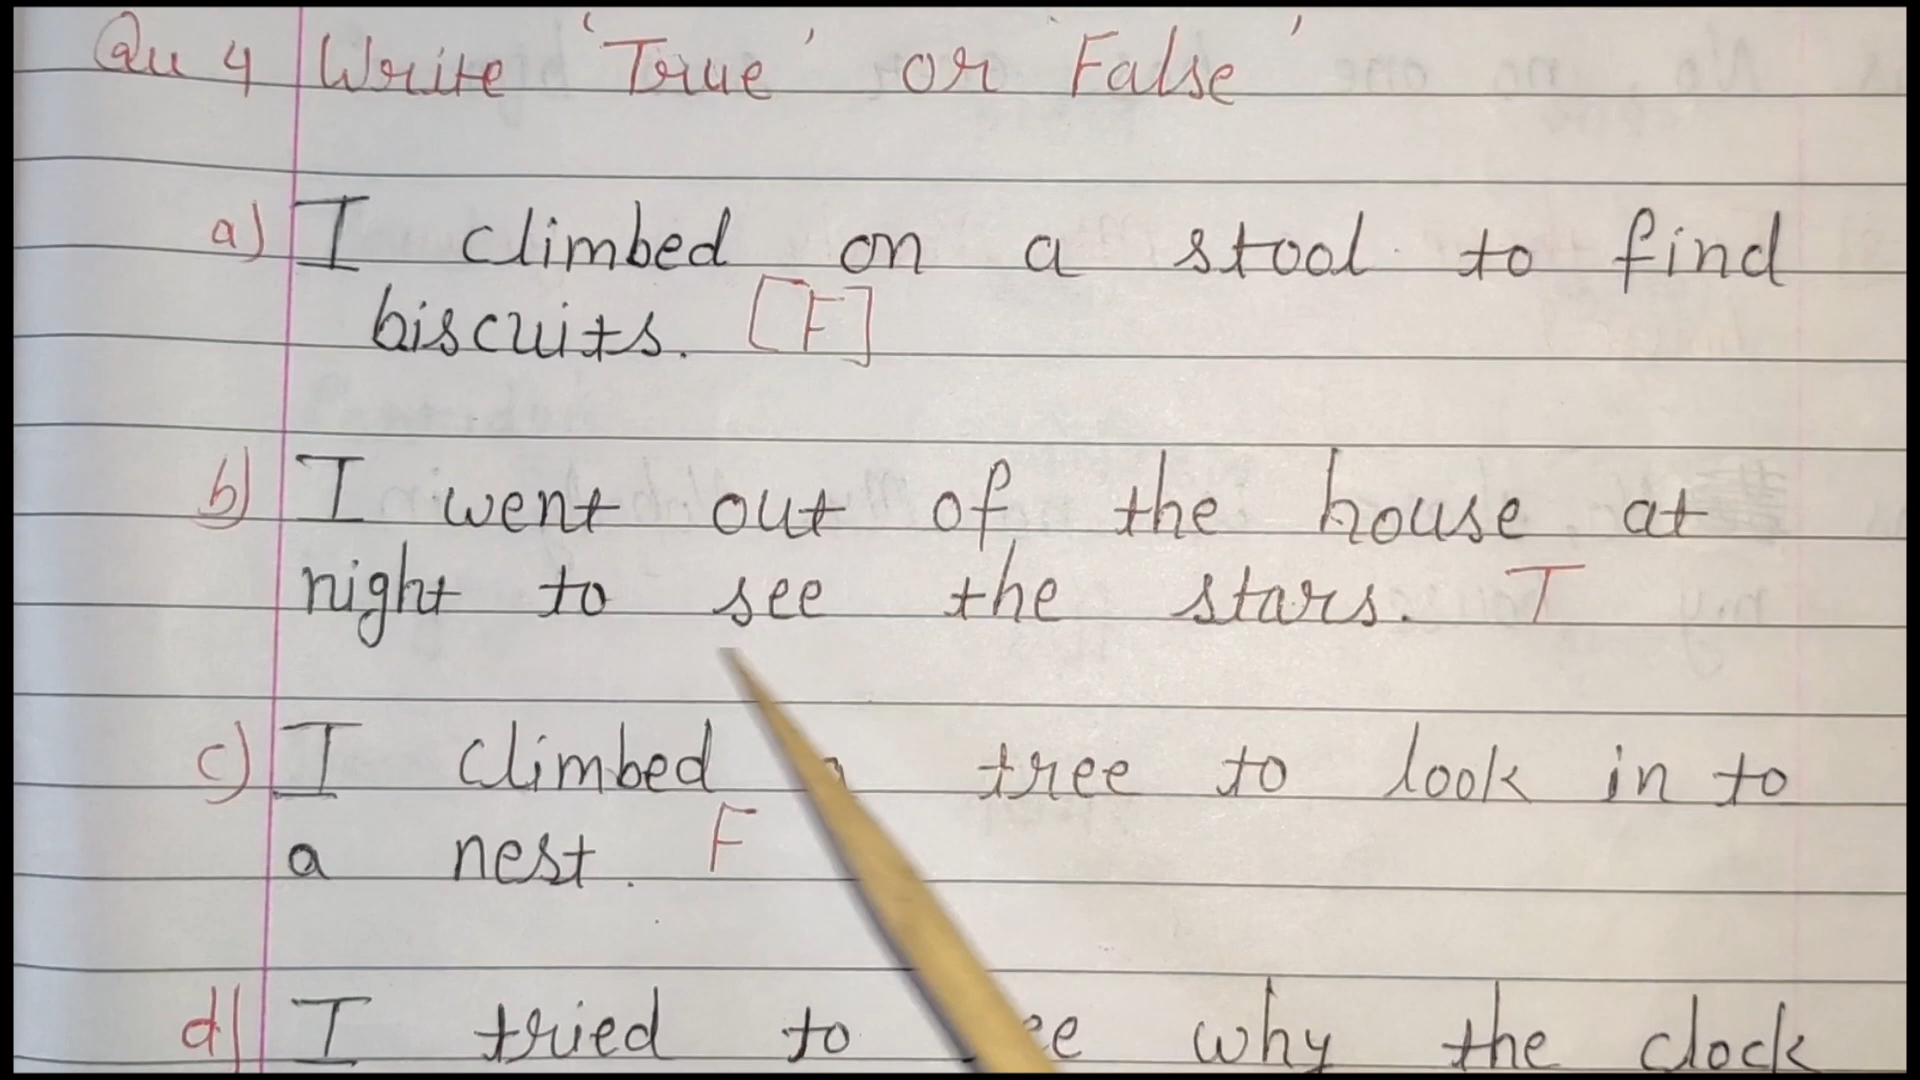 Qu 4 Write 'True' or False'
a) I climbed on a stool to find
biscuits. [F]
b) I went out of the house at
night to see the stars. T
c) I climbed tree to look in to
a nest. F
d) I tried to why the clock